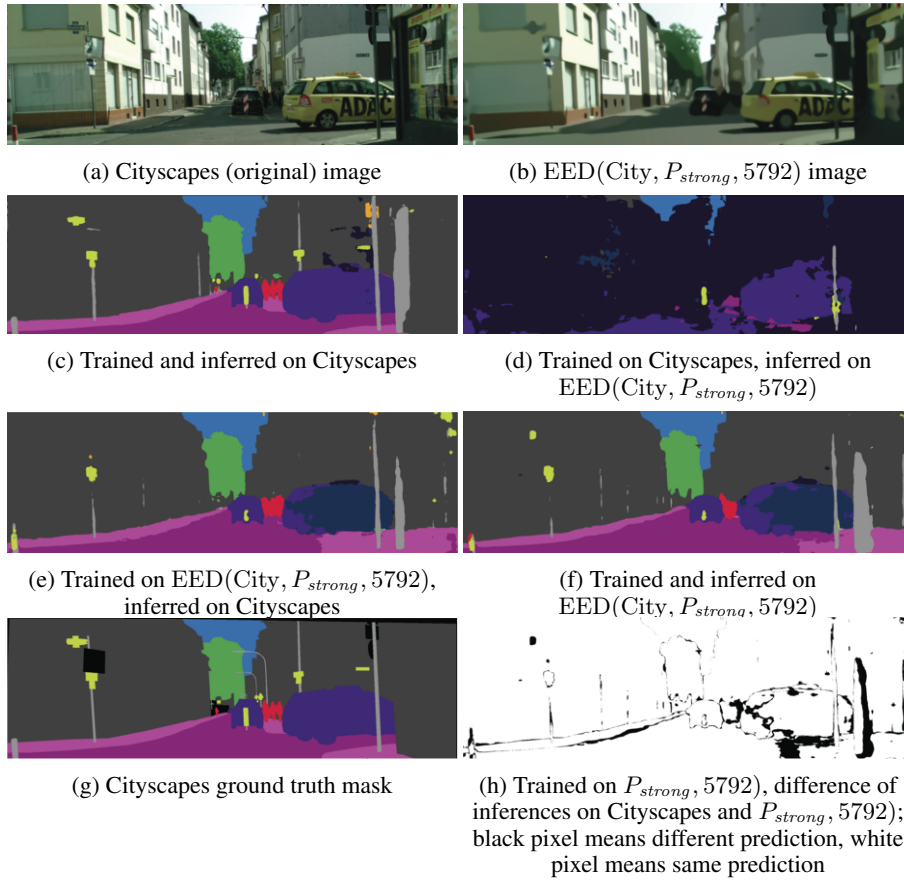 ADAC
ADAC
(a) Cityscapes (original) image
(b) EED(City, P_strong, 5792) image
(c) Trained and inferred on Cityscapes
(d) Trained on Cityscapes, inferred on
EED(City, P_strong, 5792)
(e) Trained on EED(City, P_strong, 5792),
inferred on Cityscapes
(f) Trained and inferred on
EED(City, P_strong, 5792)
(g) Cityscapes ground truth mask
(h) Trained on P_strong, 5792), difference of
inferences on Cityscapes and P_strong, 5792);
black pixel means different prediction, white
pixel means same prediction